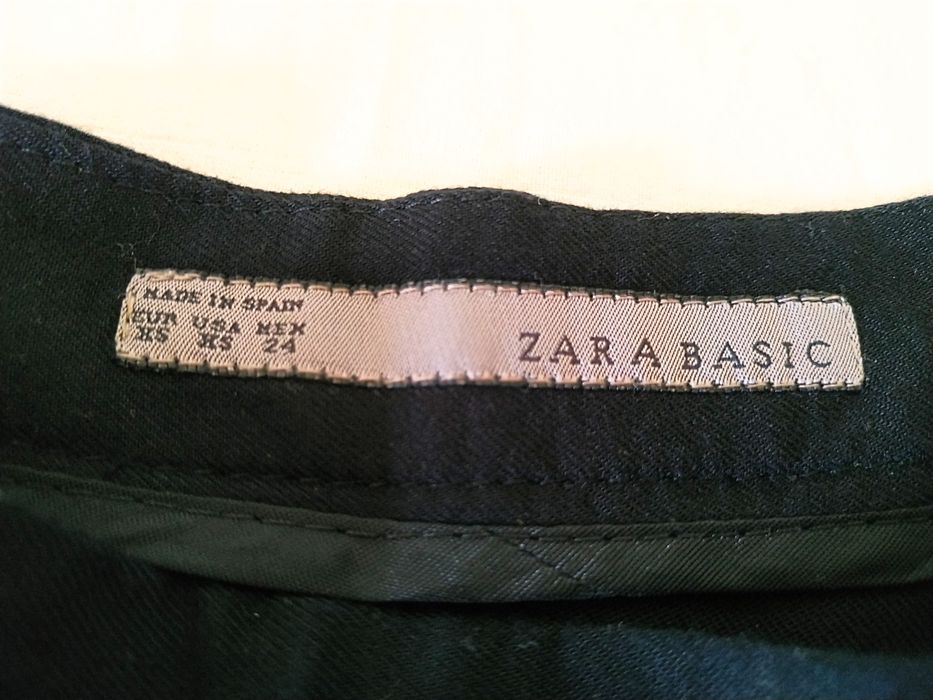 MADE IN SPAIN
EUR USA MEX
XS XS 24
ZARA BASIC